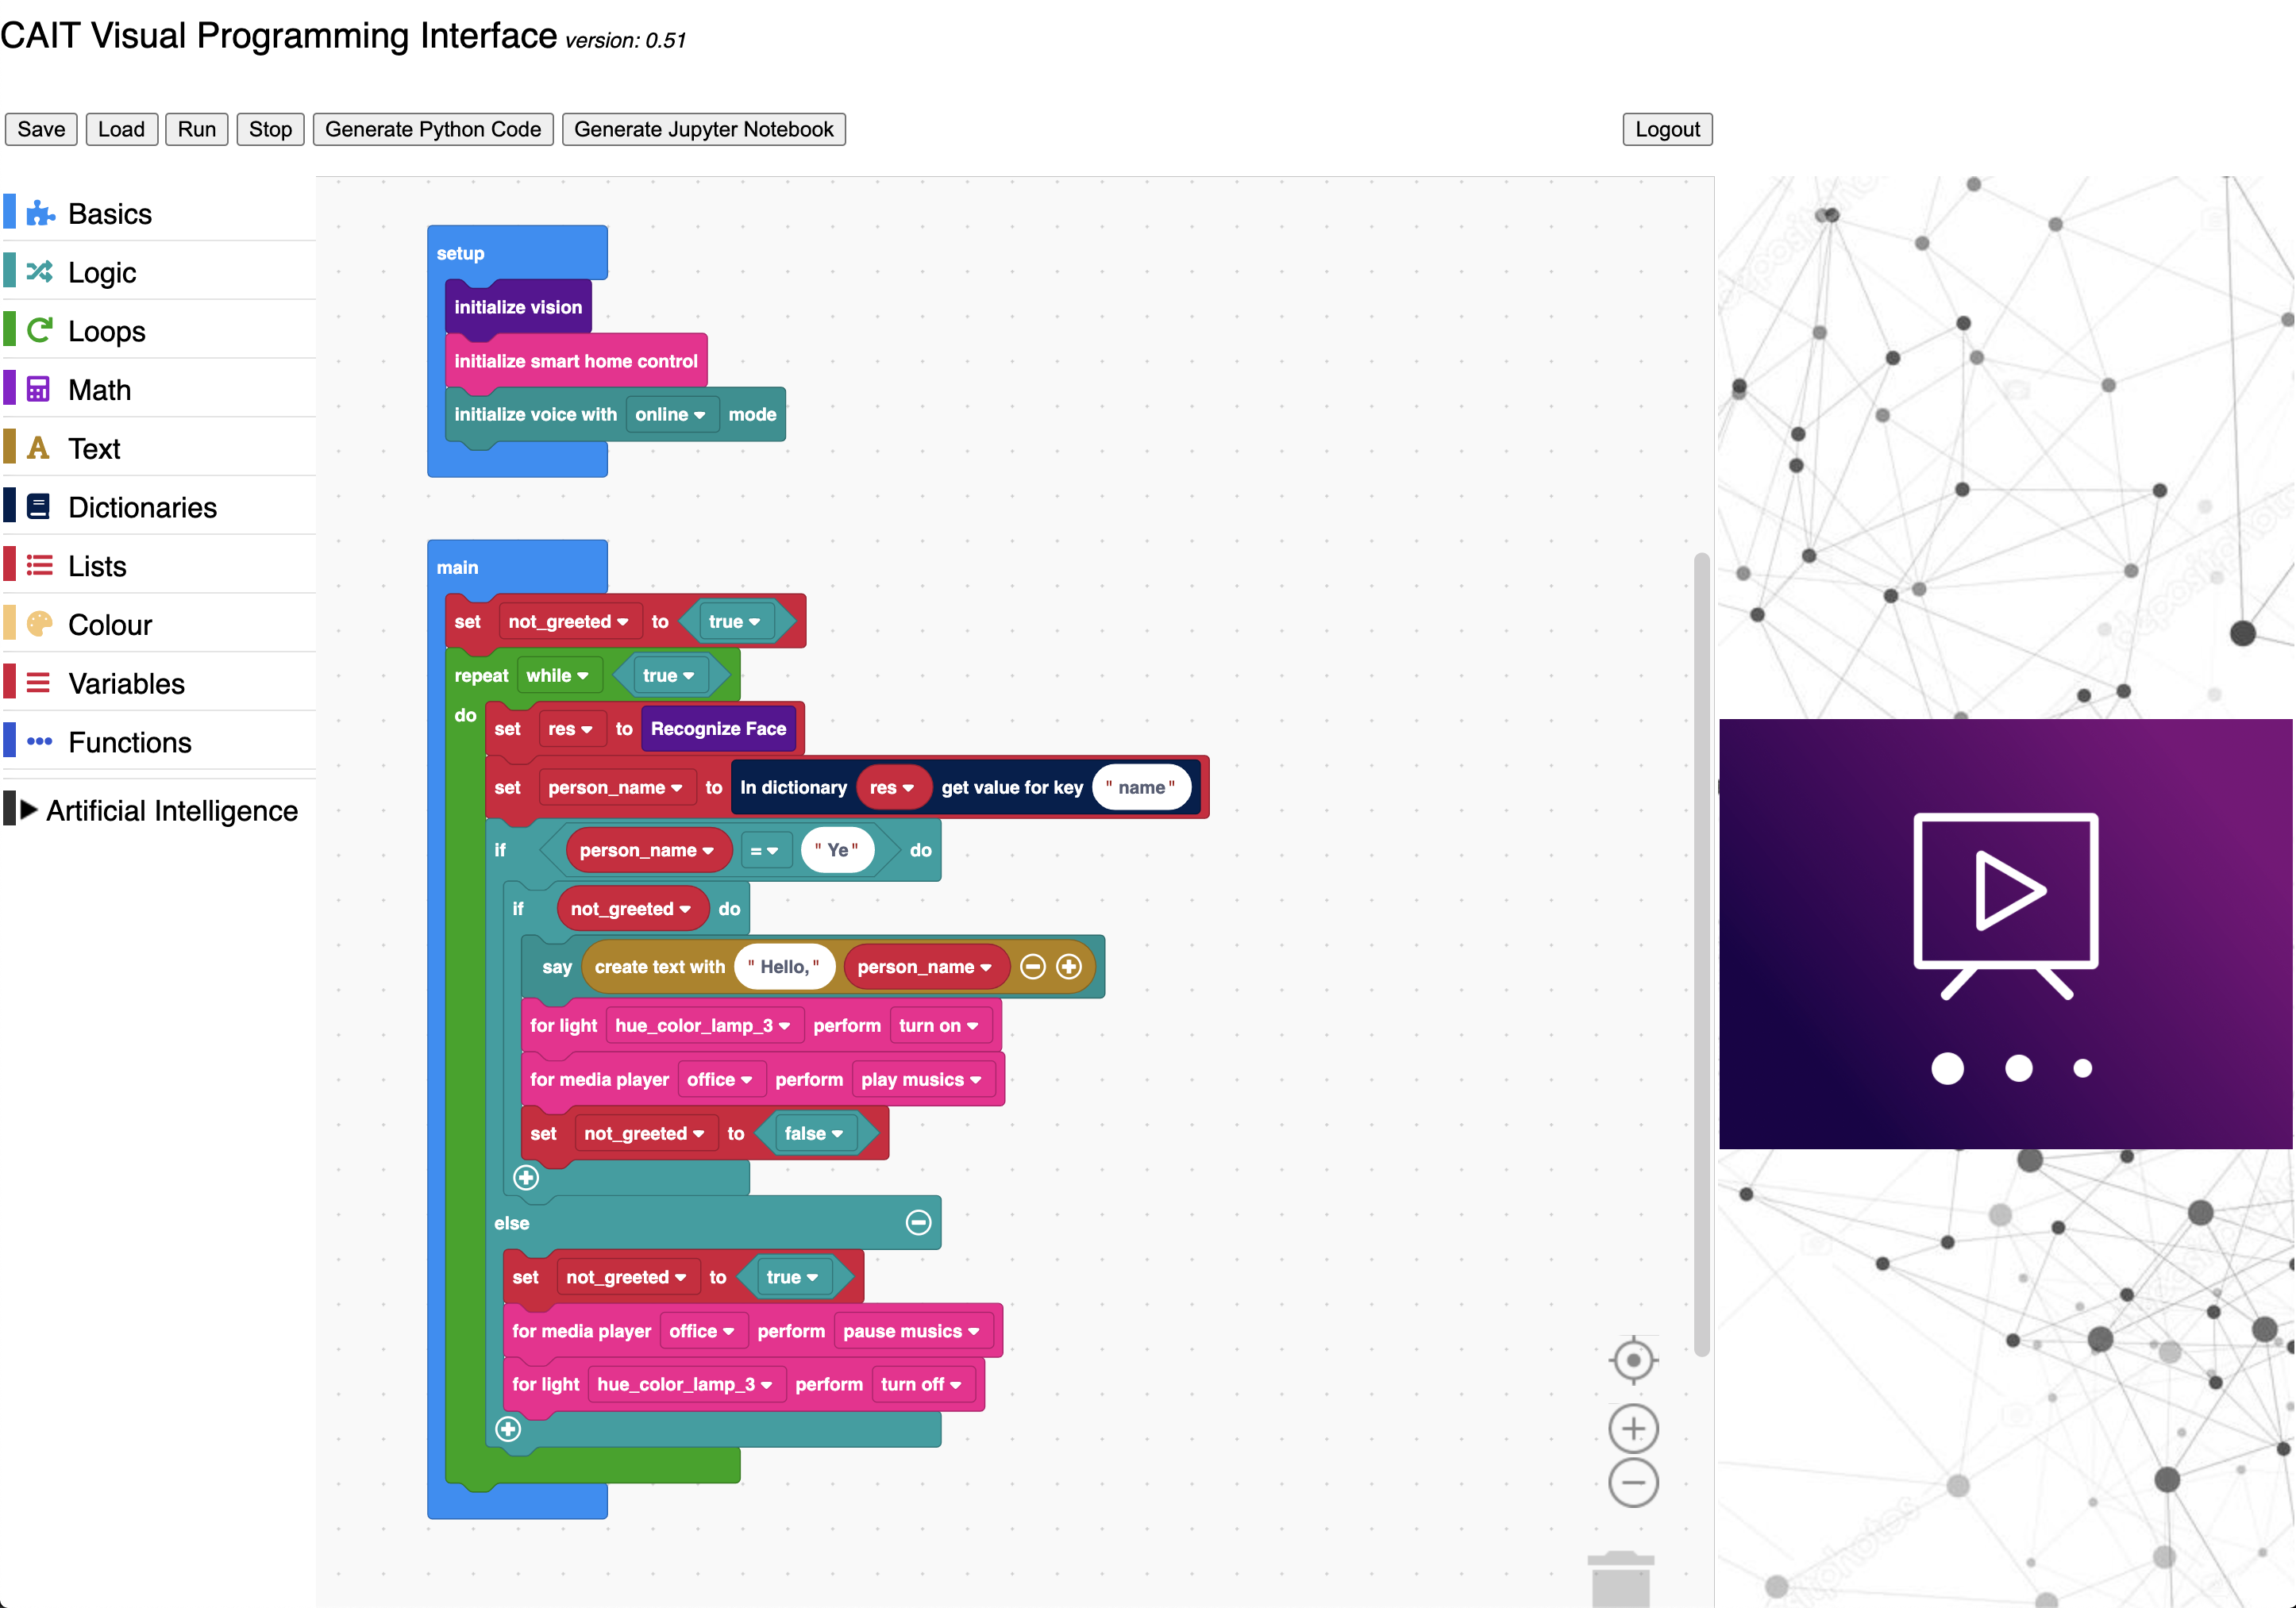 CAIT Visual Programming Interface version: 0.51
Save Load Run Stop Generate Python Code Generate Jupyter Notebook Logout
Basics
Logic
Loops
Math
Text
Dictionaries
Lists
Colour
Variables
Functions
Artificial Intelligence
setup
initialize vision
initialize smart home control
initialize voice with online mode
main
set not_greeted to true
repeat while true
do set res to Recognize Face
set person_name to In dictionary res get value for key " name "
if person_name = " Ye " do
if not_greeted do
say create text with " Hello, " person_name
for light hue_color_lamp_3 perform turn on
for media player office perform play musics
set not_greeted to false
else
set not_greeted to true
for media player office perform pause musics
for light hue_color_lamp_3 perform turn off
depositphotos